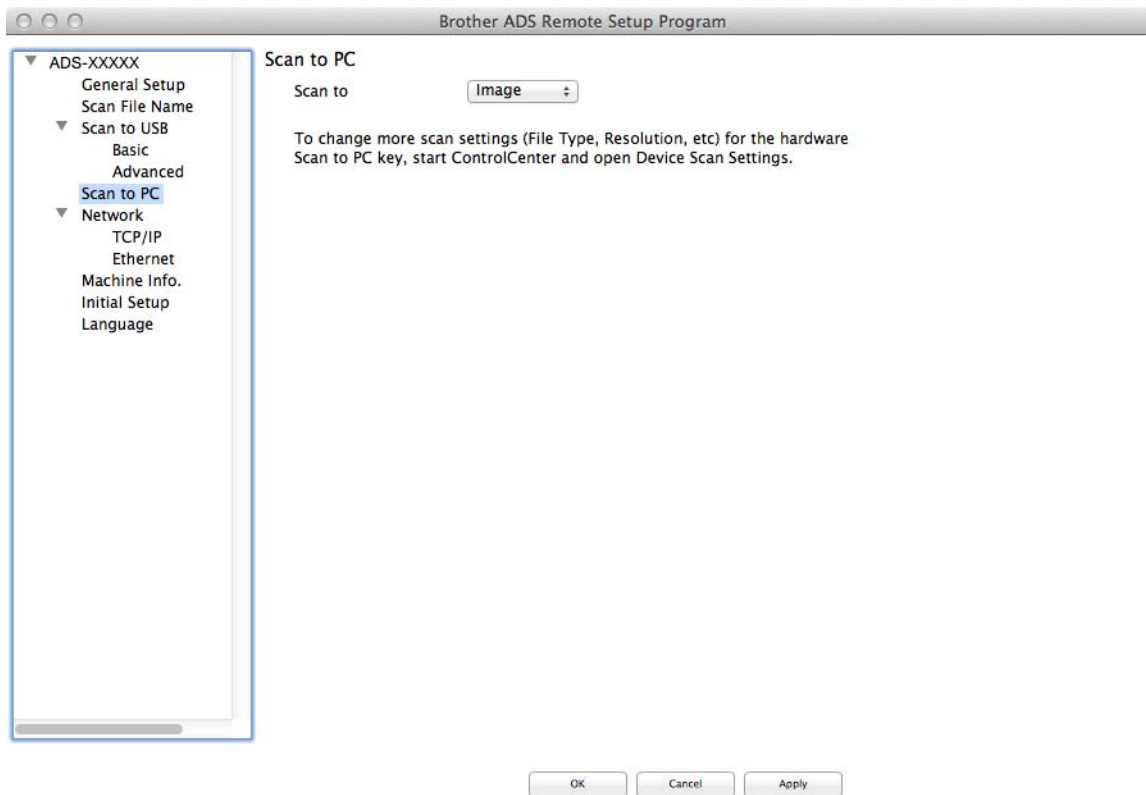 Brother ADS Remote Setup Program
ADS-XXXXX
General Setup
Scan File Name
Scan to USB
Basic
Advanced
Scan to PC
Network
TCP/IP
Ethernet
Machine Info.
Initial Setup
Language
Scan to PC
Scan to Image
To change more scan settings (File Type, Resolution, etc) for the hardware
Scan to PC key, start ControlCenter and open Device Scan Settings.
OK Cancel Apply